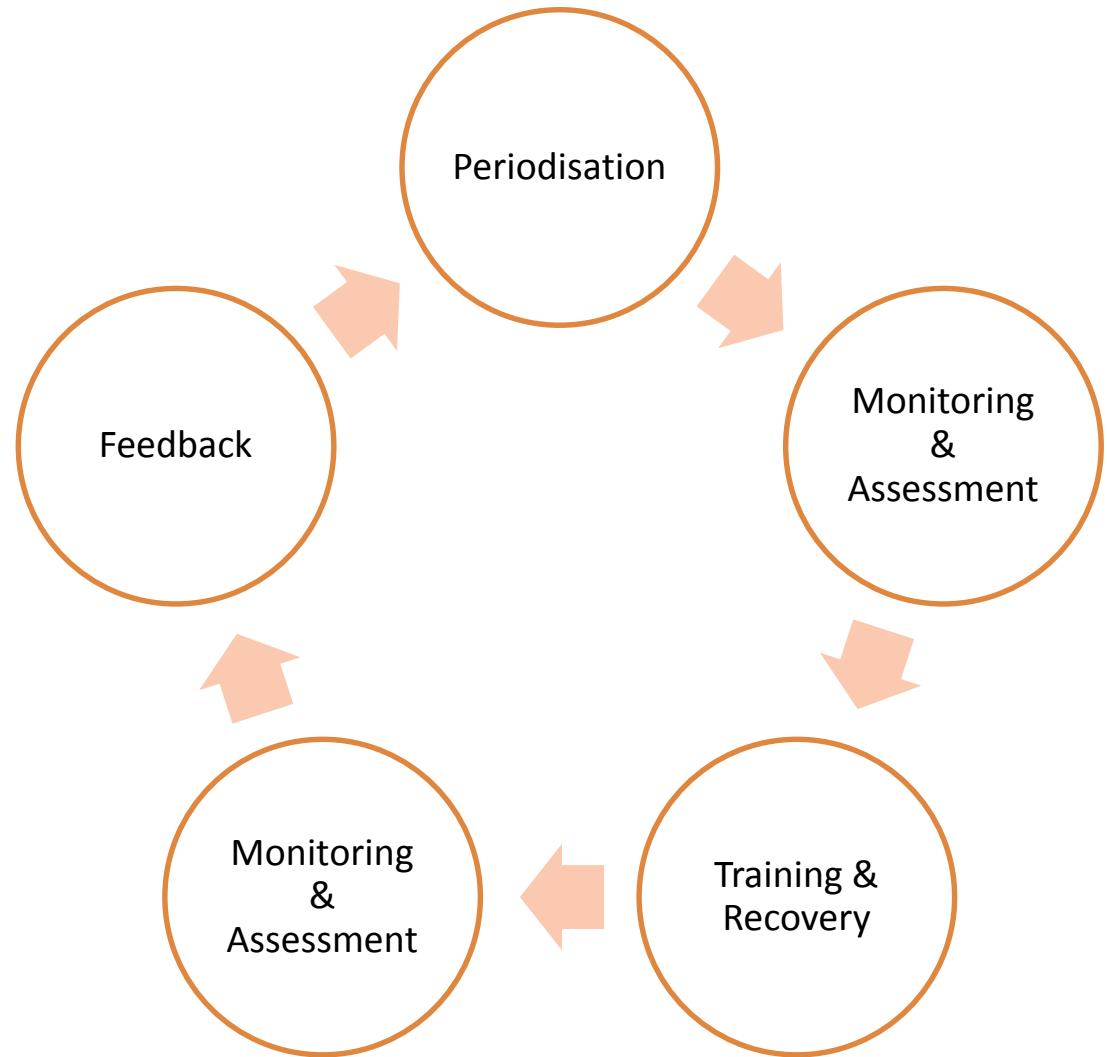 Periodisation
Monitoring
&
Assessment
Training &
Recovery
Monitoring
&
Assessment
Feedback